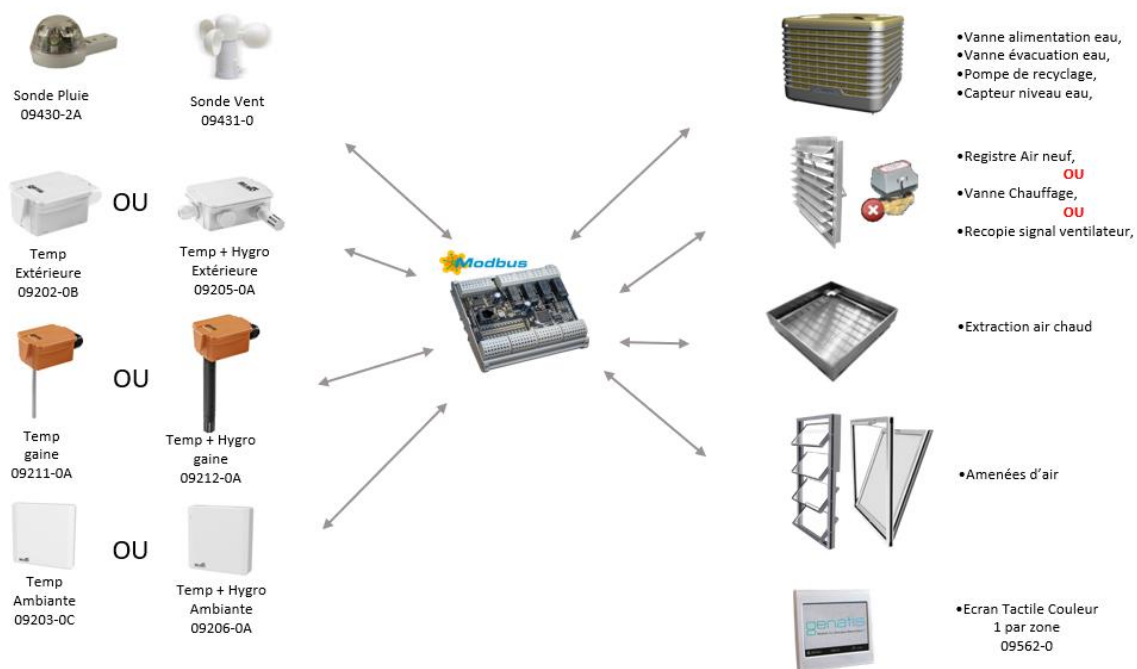 Sonde Pluie
09430-2A
Sonde Vent
09431-0
OU
Temp
Extérieure
09202-0B
Temp + Hygro
Extérieure
09205-0A
OU
Temp
gaine
09211-0A
Temp + Hygro
gaine
09212-0A
OU
Temp
Ambiante
09203-0C
Temp + Hygro
Ambiante
09206-0A
Modbus
•Vanne alimentation eau,
•Vanne évacuation eau,
•Pompe de recyclage,
•Capteur niveau eau,
•Registre Air neuf,
OU
•Vanne Chauffage,
OU
•Recopie signal ventilateur,
•Extraction air chaud
•Amenées d’air
genatis
•Ecran Tactile Couleur
1 par zone
09562-0